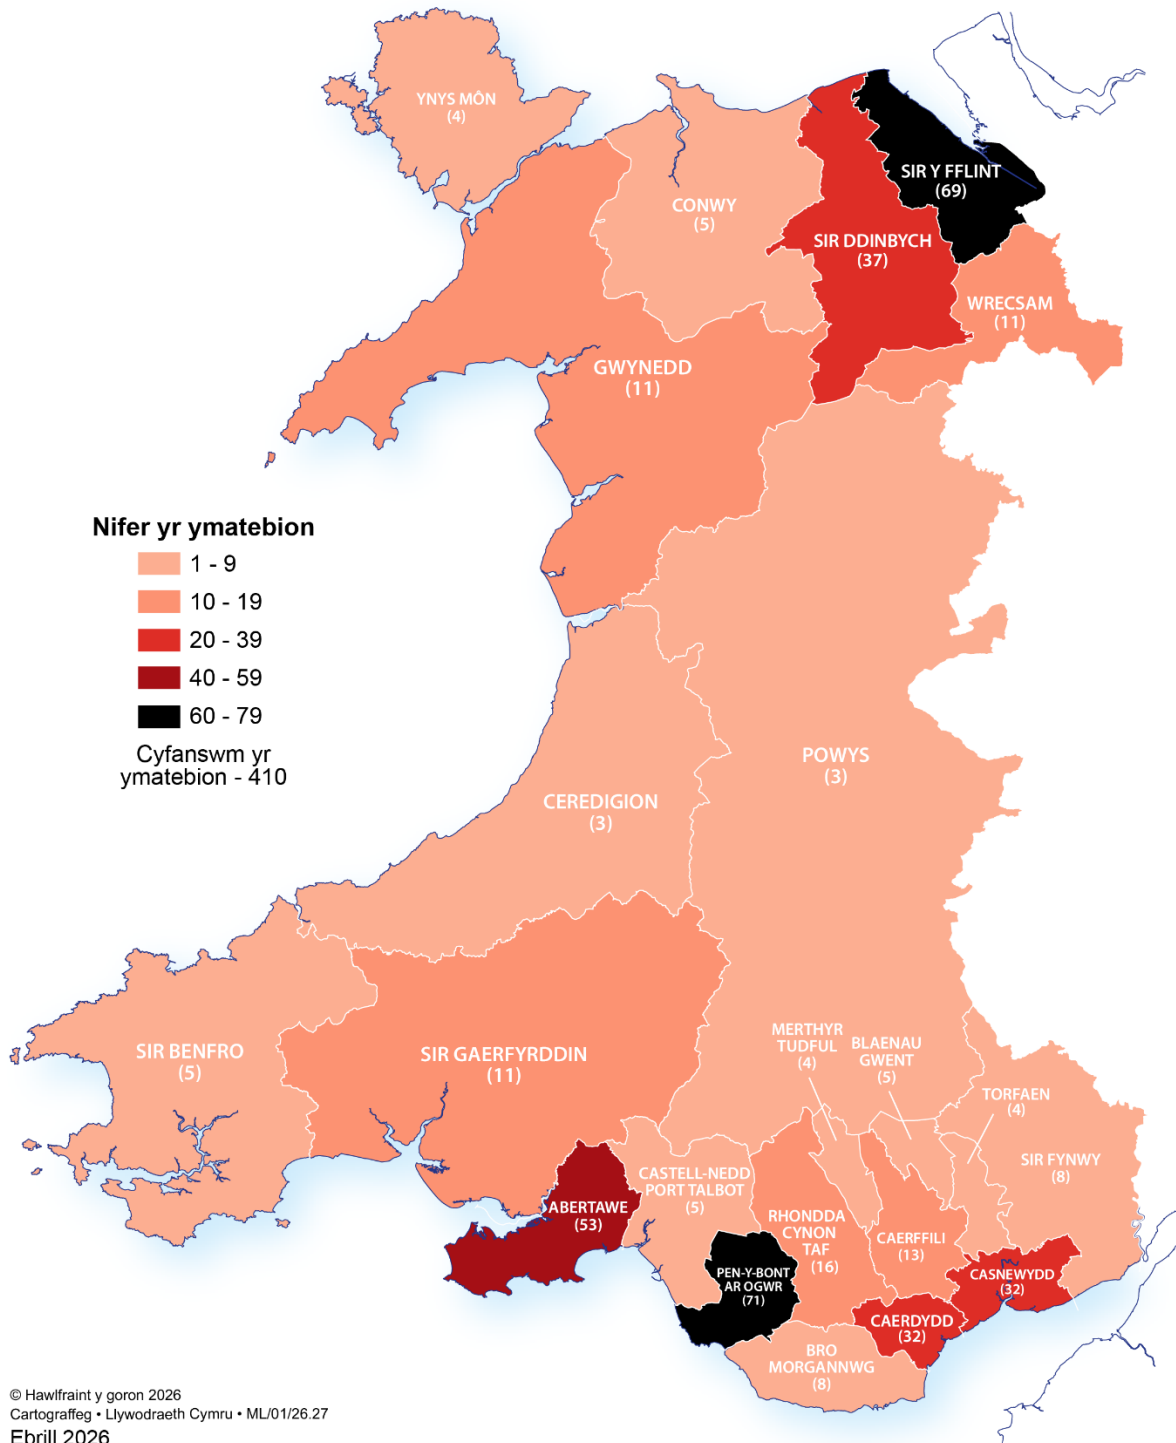 YNYS MÔN
(4)
CONWY
(5)
SIR DDINBYCH
(37)
SIR Y FFLINT
(69)
WRECSAM
(11)
GWYNEDD
(11)
Nifer yr ymatebion
1 - 9
10 - 19
20 - 39
40 - 59
60 - 79
Cyfanswm yr
ymatebion - 410
POWYS
(3)
CEREDIGION
(3)
SIR BENFRO
(5)
SIR GAERFYRDDIN
(11)
MERTHYR
TUDFUL
(4)
BLAENAU
GWENT
(5)
TORFAEN
(4)
SIR FYNWY
(8)
ABERTAWE
(53)
CASTELL-NEDD
PORT TALBOT
(5)
RHONDDA
CYNON
TAF
(16)
CAERFFILI
(13)
PEN-Y-BONT
AR OGWR
(71)
CASNEWYDD
(32)
CAERDYDD
(32)
BRO
MORGANNWG
(8)
© Hawlfraint y goron 2026
Cartograffeg • Llywodraeth Cymru • ML/01/26.27
Ebrill 2026